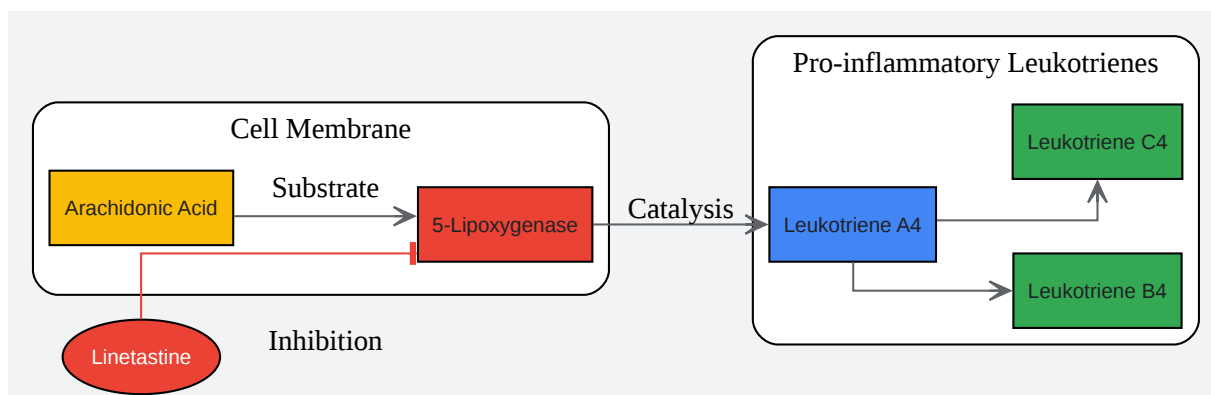 Pro-inflammatory Leukotrienes
Cell Membrane
Leukotriene C4
Substrate
Arachidonic Acid
5-Lipoxygenase
Catalysis
Leukotriene A4
Leukotriene B4
Inhibition
Linetastine